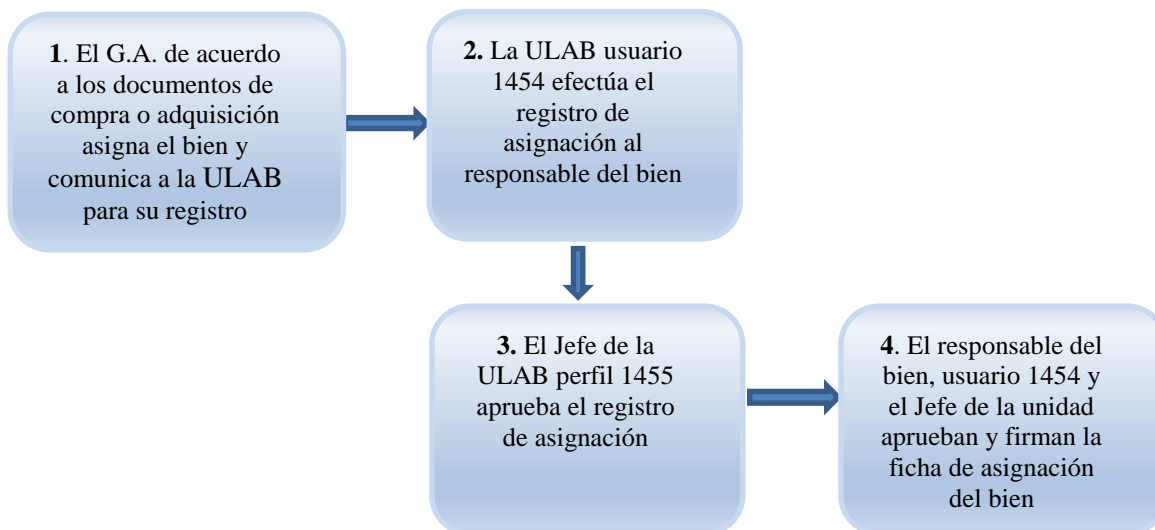 1. El G.A. de acuerdo
a los documentos de
compra o adquisición
asigna el bien y
comunica a la ULAB
para su registro
2. La ULAB usuario
1454 efectúa el
registro de
asignación al
responsable del bien
3. El Jefe de la
ULAB perfil 1455
aprueba el registro
de asignación
4. El responsable del
bien, usuario 1454 y
el Jefe de la unidad
aprueban y firman la
ficha de asignación
del bien